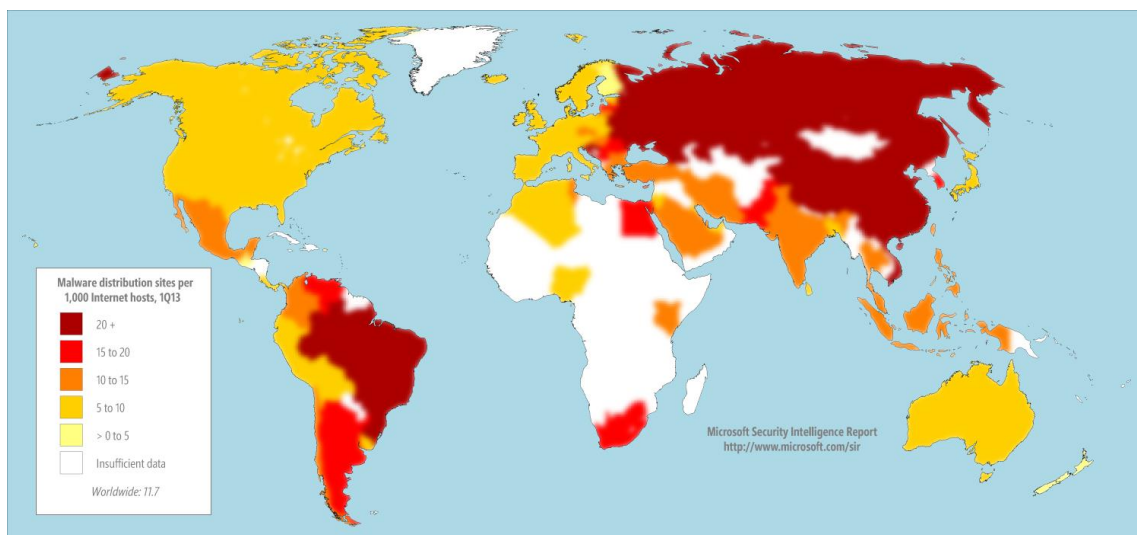 Malware distribution sites per
1,000 Internet hosts, 1Q13
20 +
15 to 20
10 to 15
5 to 10
> 0 to 5
Insufficient data
Worldwide: 11.7
Microsoft Security Intelligence Report
http://www.microsoft.com/sir